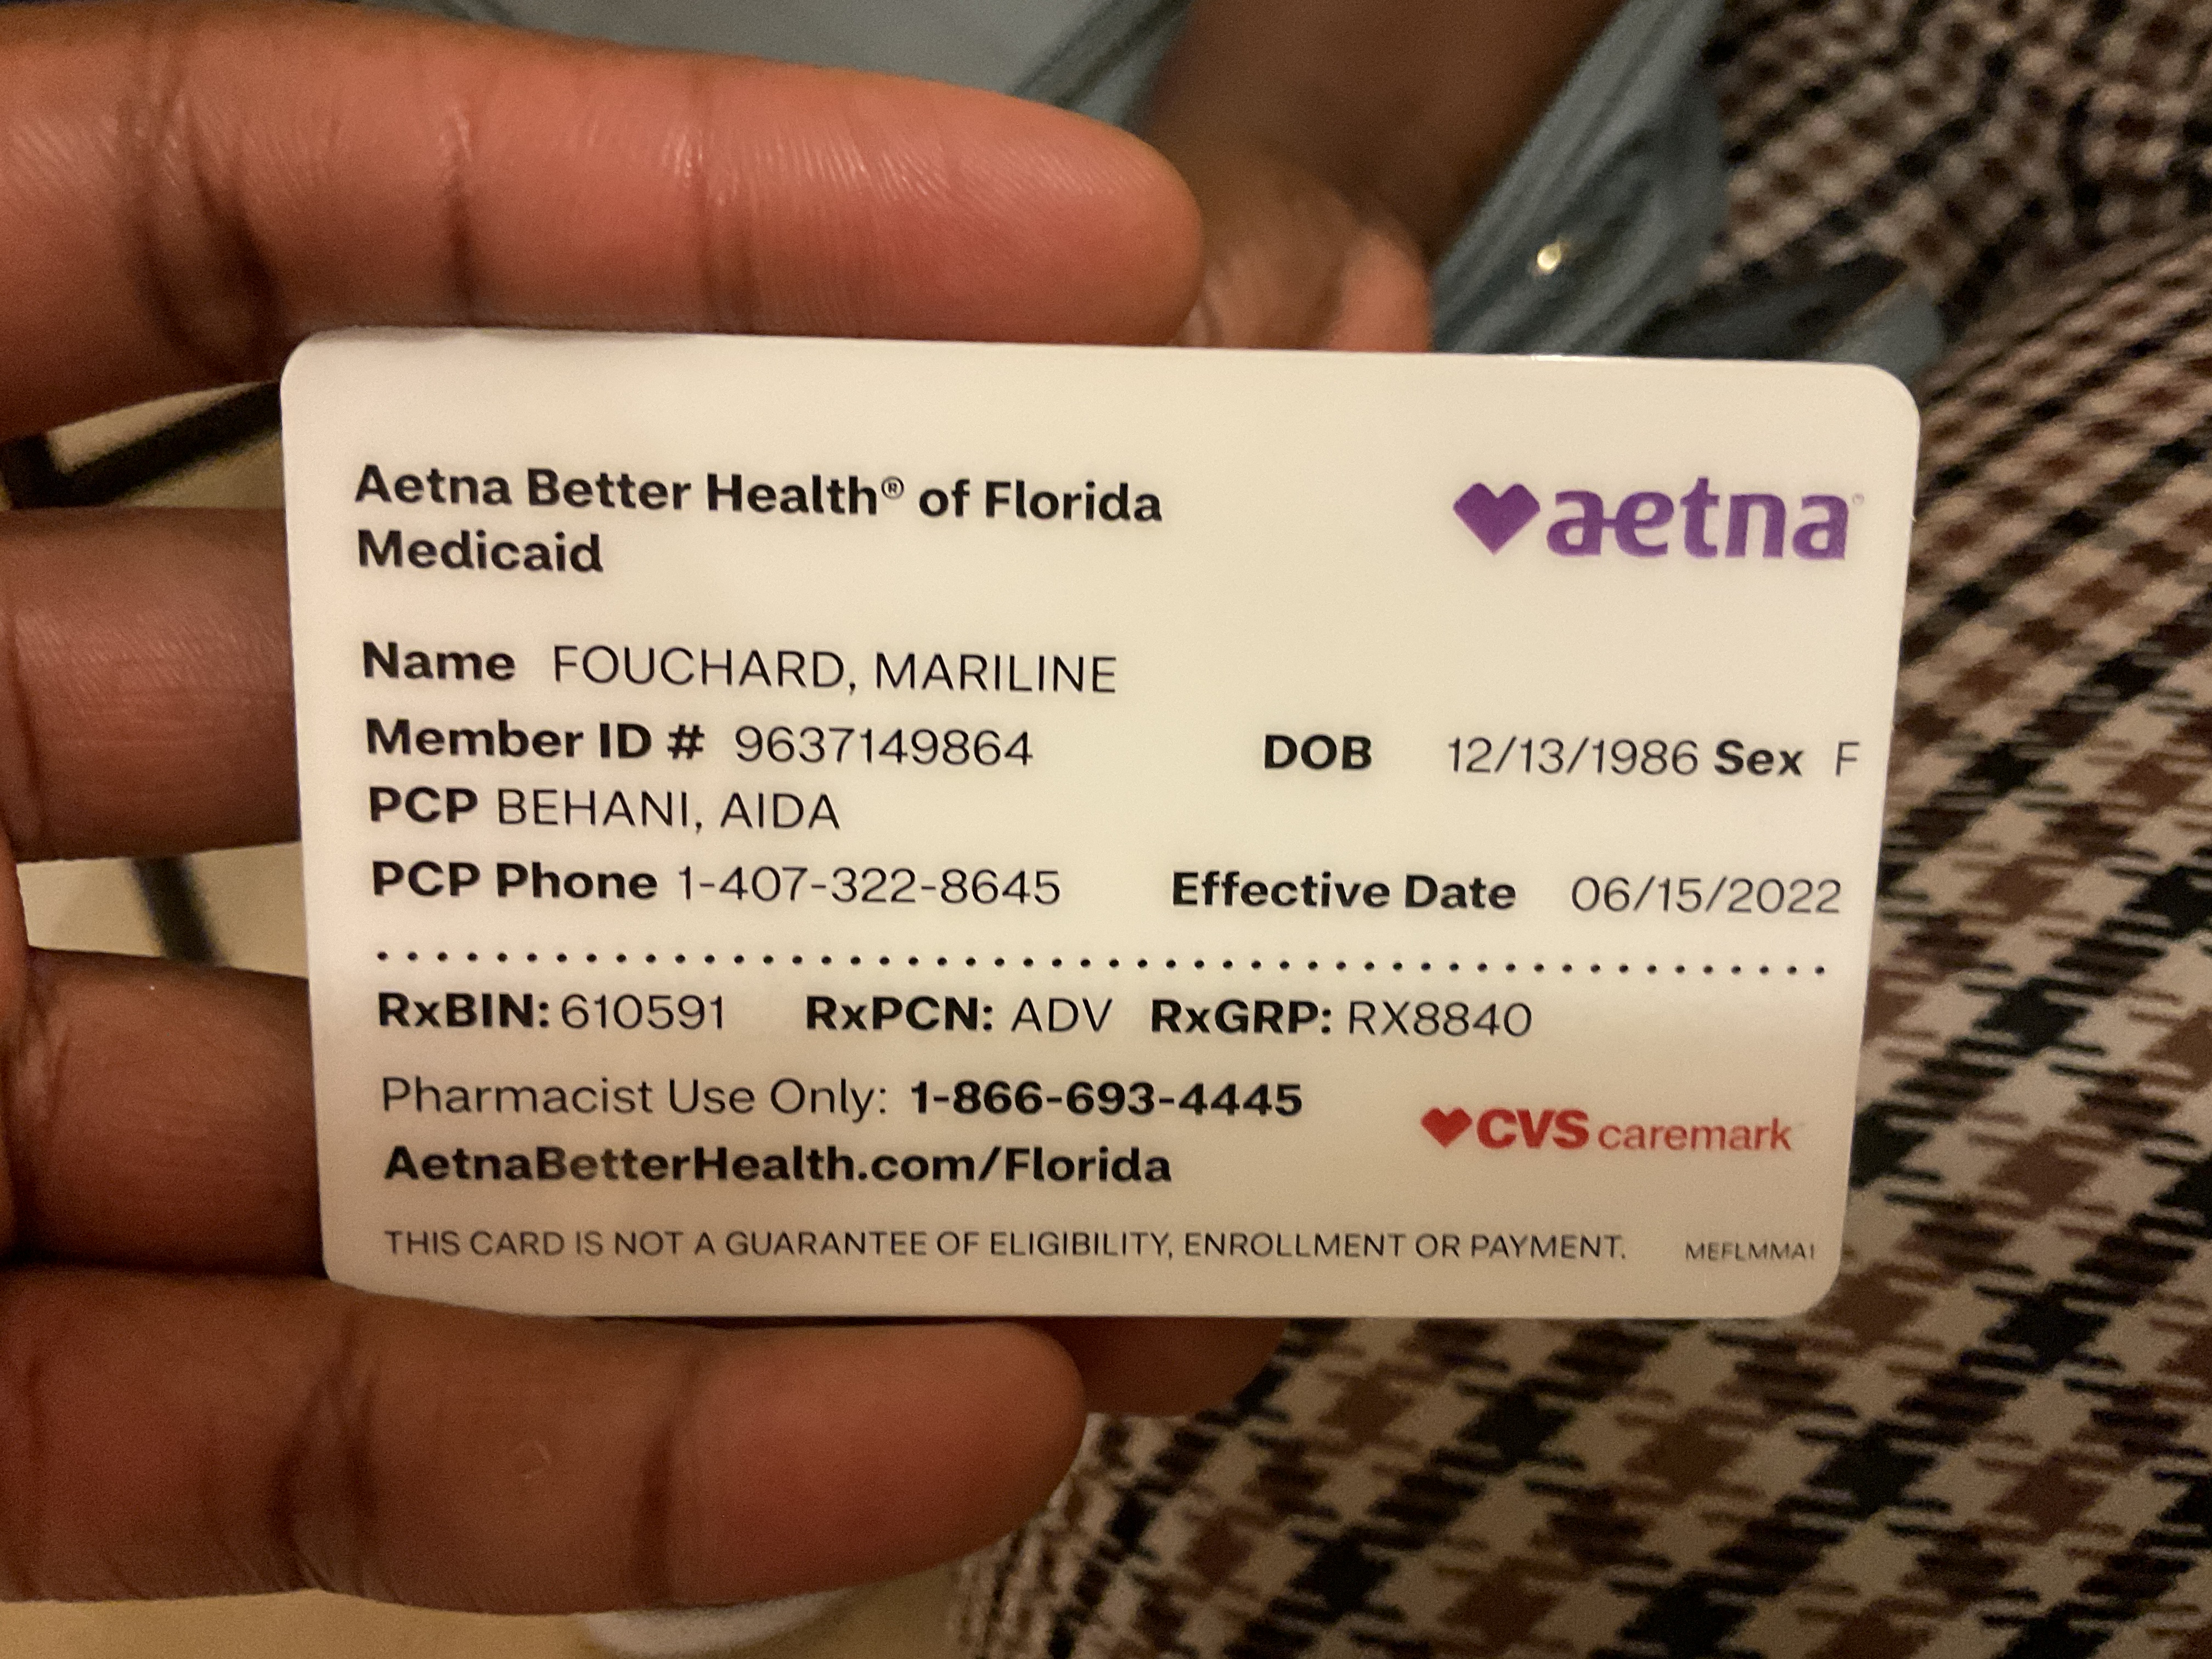 Aetna Better Health® of Florida
Medicaid
aetna®
Name FOUCHARD, MARILINE
Member ID # 9637149864 DOB 12/13/1986 Sex F
PCP BEHANI, AIDA
PCP Phone 1-407-322-8645 Effective Date 06/15/2022
RxBIN: 610591 RxPCN: ADV RxGRP: RX8840
Pharmacist Use Only: 1-866-693-4445
CVS caremark
AetnaBetterHealth.com/Florida
THIS CARD IS NOT A GUARANTEE OF ELIGIBILITY, ENROLLMENT OR PAYMENT. MEFLMMA1